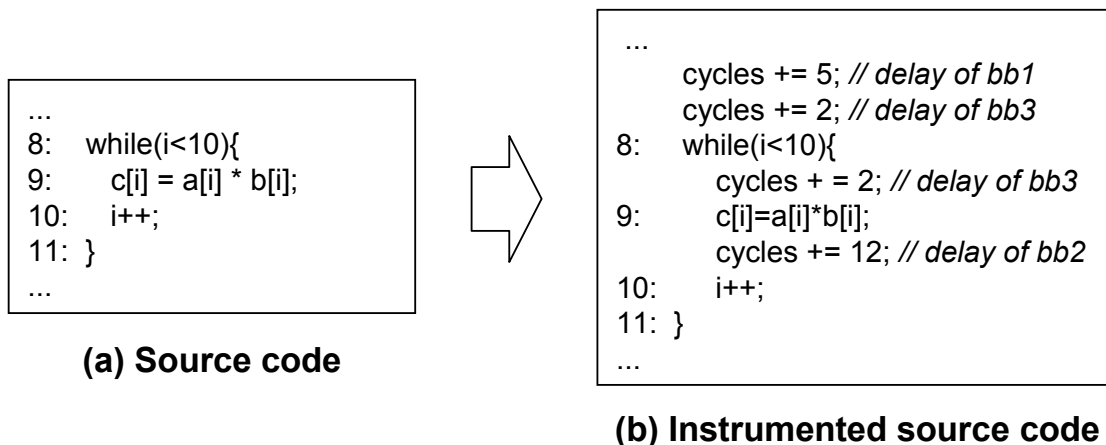 ...
8: while(i<10){
9: c[i] = a[i] * b[i];
10: i++;
11: }
...
(a) Source code
...
cycles += 5; // delay of bb1
cycles += 2; // delay of bb3
8: while(i<10){
cycles + = 2; // delay of bb3
9: c[i]=a[i]*b[i];
cycles += 12; // delay of bb2
10: i++;
11: }
...
(b) Instrumented source code